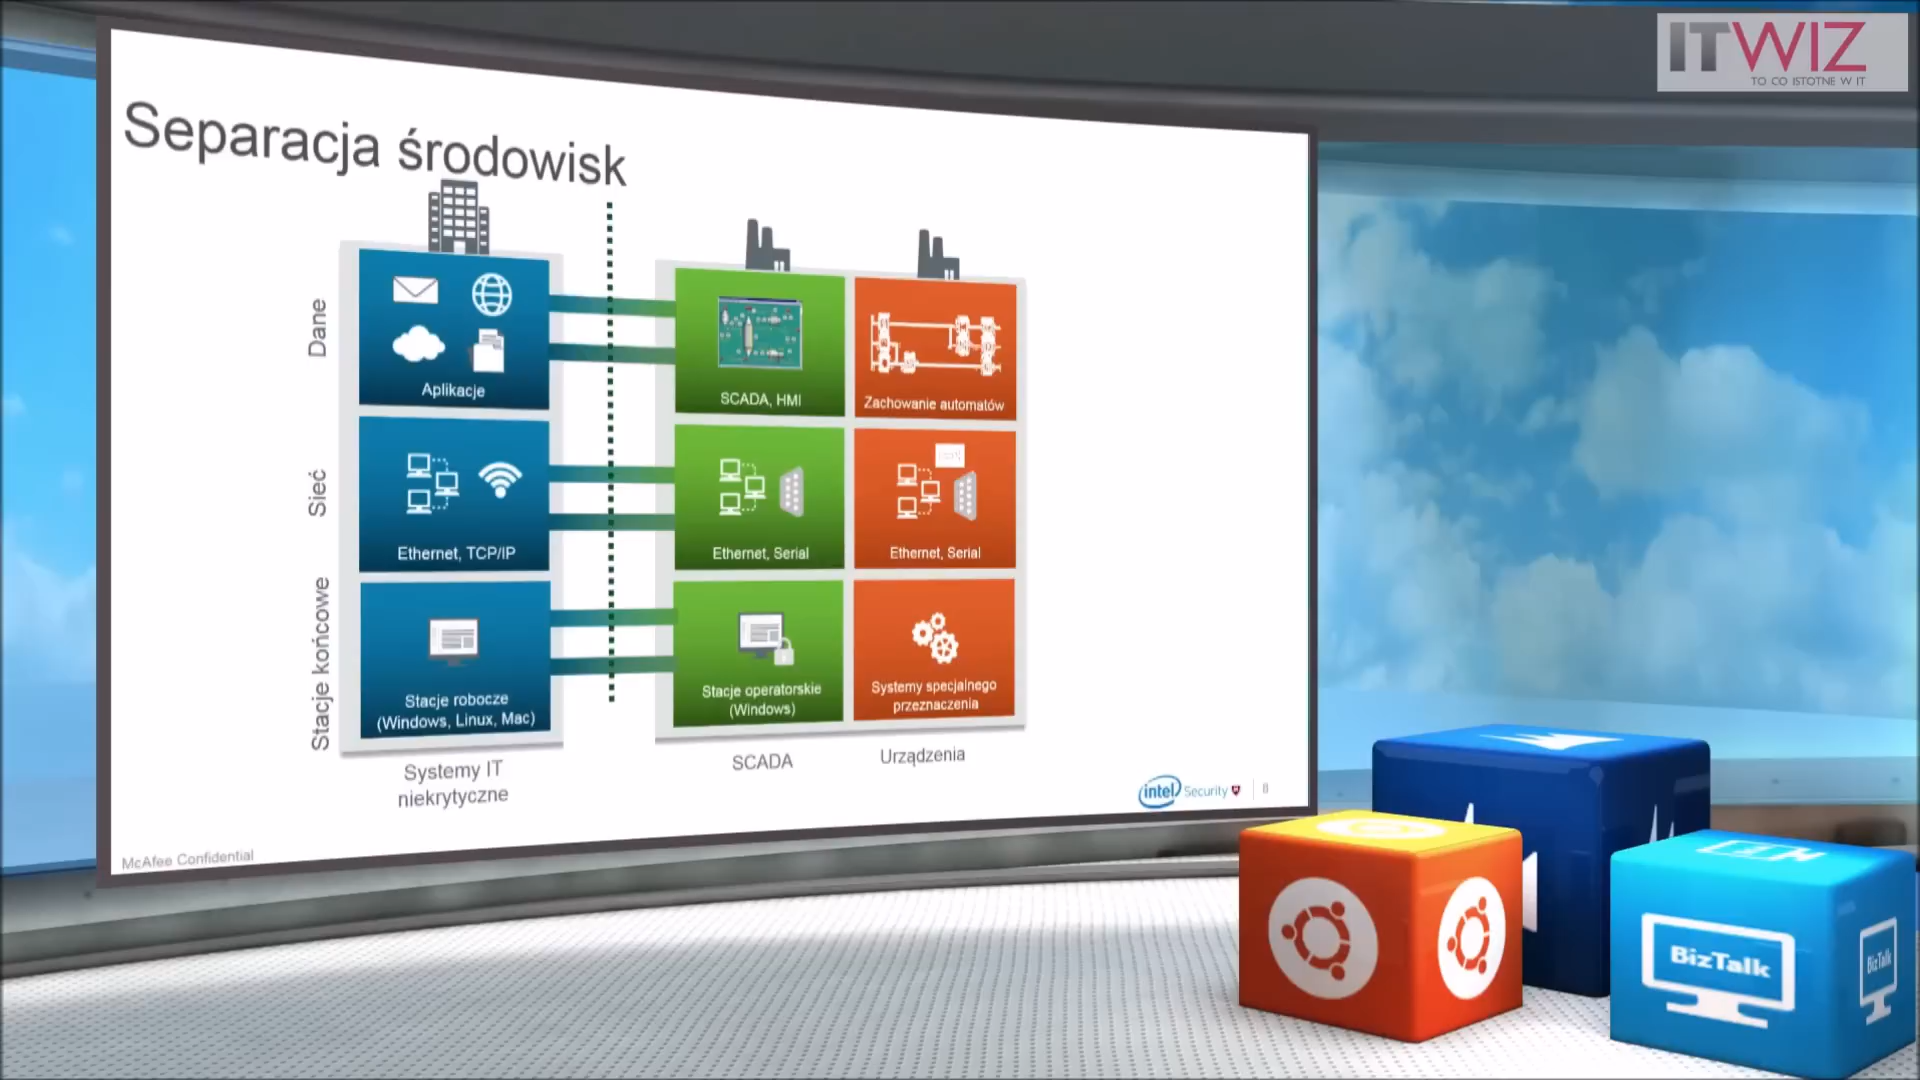 ITWIZ
TO CO ISTOTNE W IT
Separacja środowisk
Dane
Sieć
Stacje końcowe
Aplikacje
SCADA, HMI
Zachowanie automatów
Ethernet, TCP/IP
Ethernet, Serial
Ethernet, Serial
Stacje robocze
(Windows, Linux, Mac)
Stacje operatorskie
(Windows)
Systemy specjalnego
przeznaczenia
Systemy IT
niekrytyczne
SCADA
Urządzenia
intel Security
8
McAfee Confidential
BizTalk
BizTalk